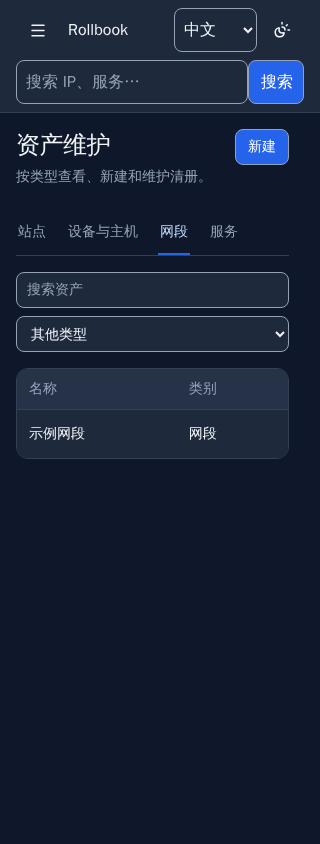 Rollbook
中文
搜索 IP、服务…
搜索
资产维护
新建
按类型查看、新建和维护清册。
站点 设备与主机 网段 服务
搜索资产
其他类型
名称 类别
示例网段 网段